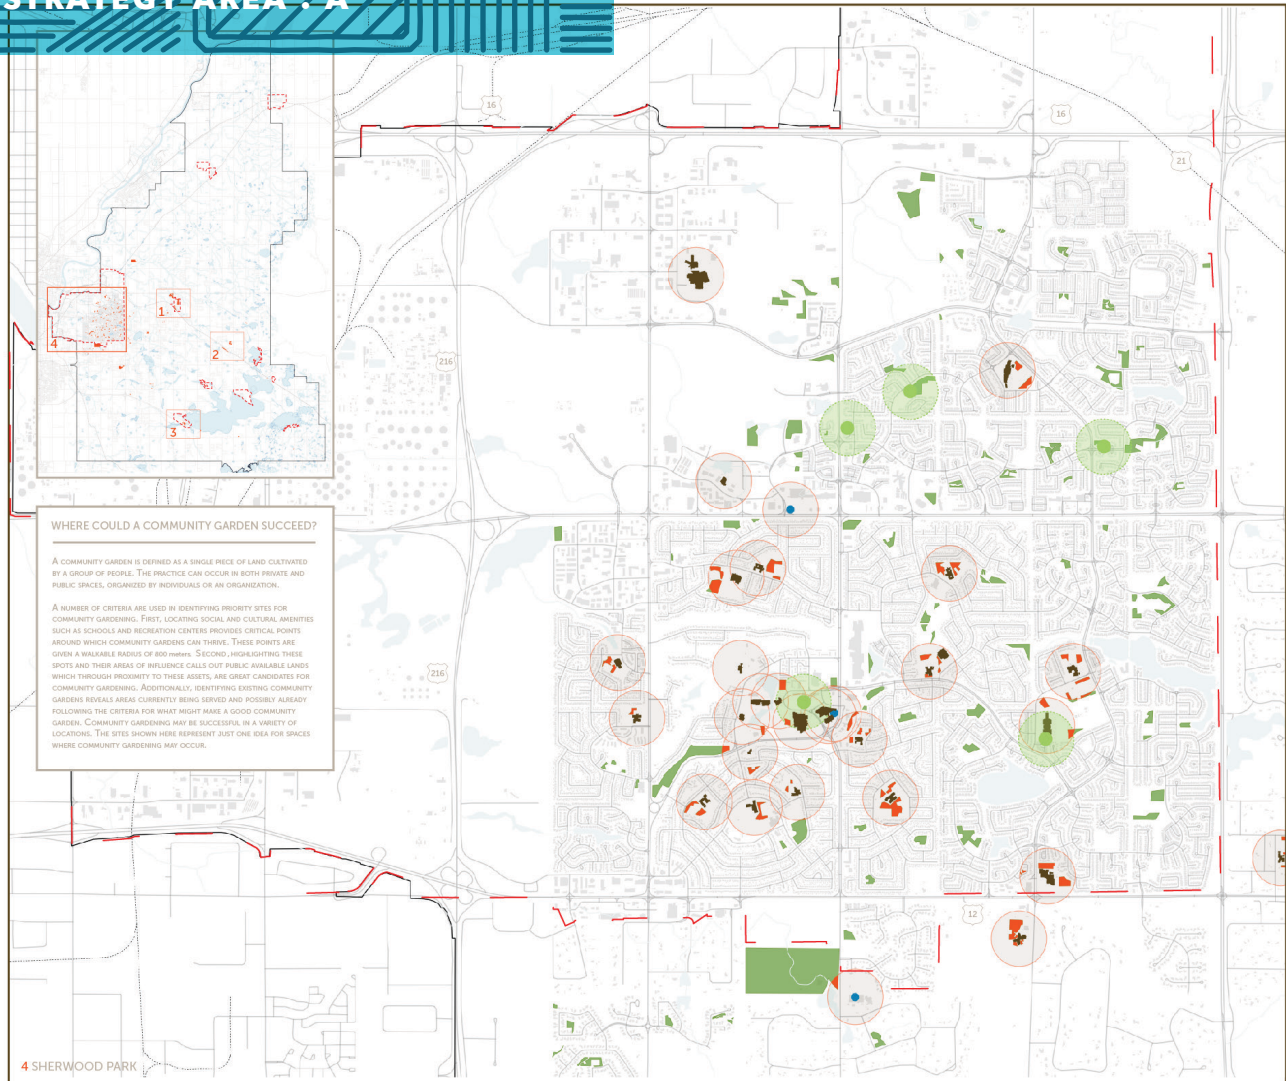 STRATEGY AREA : A
16
16
21
1
4
2
216
3
WHERE COULD A COMMUNITY GARDEN SUCCEED?
A COMMUNITY GARDEN IS DEFINED AS A SINGLE PIECE OF LAND CULTIVATED
BY A GROUP OF PEOPLE. THE PRACTICE CAN OCCUR IN BOTH PRIVATE AND
PUBLIC SPACES, ORGANIZED BY INDIVIDUALS OR AN ORGANIZATION.
A NUMBER OF CRITERIA ARE USED IN IDENTIFYING PRIORITY SITES FOR
COMMUNITY GARDENING. FIRST, LOCATING SOCIAL AND CULTURAL AMENITIES
SUCH AS SCHOOLS AND RECREATION CENTERS PROVIDES CRITICAL POINTS
AROUND WHICH COMMUNITY GARDENS CAN THRIVE. THESE POINTS ARE
GIVEN A WALKABLE RADIUS OF 800 meters. SECOND, HIGHLIGHTING THESE
SPOTS AND THEIR AREAS OF INFLUENCE CALLS OUT PUBLIC AVAILABLE LANDS
WHICH THROUGH PROXIMITY TO THESE ASSETS, ARE GREAT CANDIDATES FOR
COMMUNITY GARDENING. ADDITIONALLY, IDENTIFYING EXISTING COMMUNITY
GARDENS REVEALS AREAS CURRENTLY BEING SERVED AND POSSIBLY ALREADY
FOLLOWING THE CRITERIA FOR WHAT MIGHT MAKE A GOOD COMMUNITY
GARDEN. COMMUNITY GARDENING MAY BE SUCCESSFUL IN A VARIETY OF
LOCATIONS. THE SITES SHOWN HERE REPRESENT JUST ONE IDEA FOR SPACES
WHERE COMMUNITY GARDENING MAY OCCUR.
216
12
4 SHERWOOD PARK